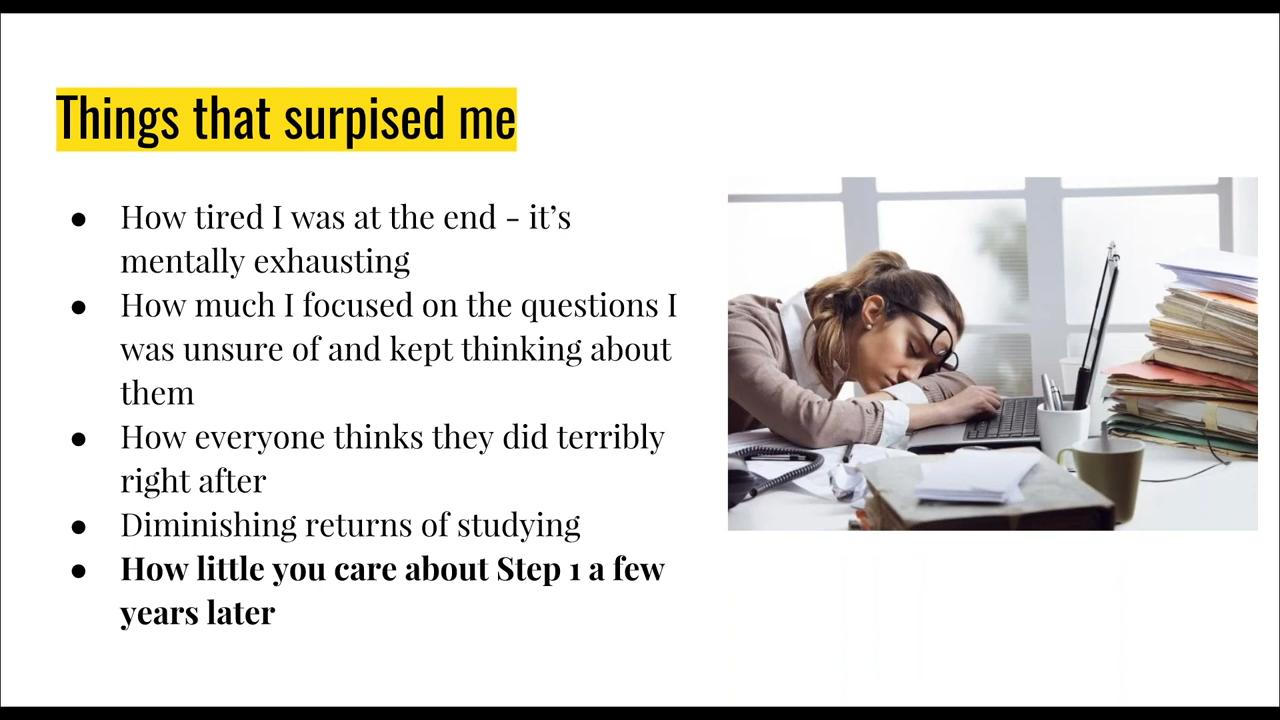 Things that surpised me
● How tired I was at the end - it’s
mentally exhausting
● How much I focused on the questions I
was unsure of and kept thinking about
them
● How everyone thinks they did terribly
right after
● Diminishing returns of studying
● How little you care about Step 1 a few
years later